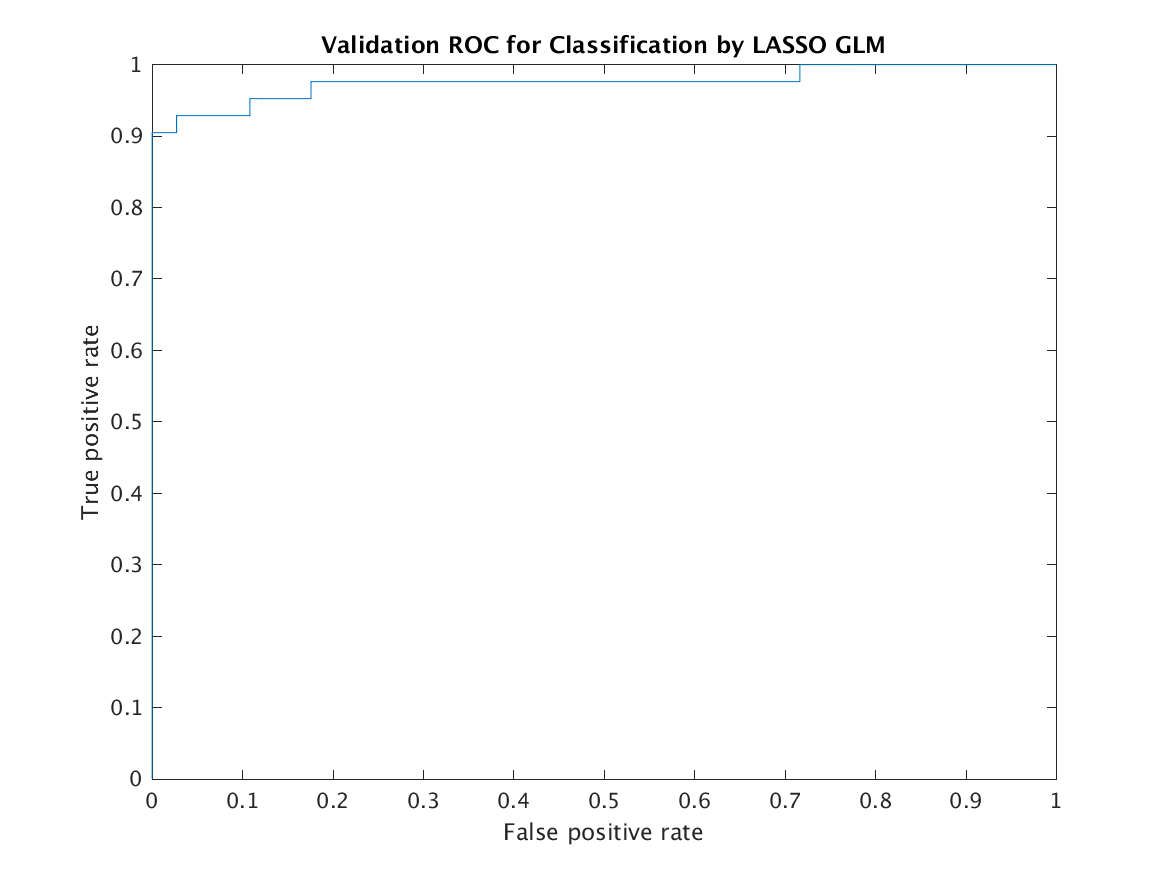 Validation ROC for Classification by LASSO GLM
1
0.9
0.8
0.7
0.6
0.5
0.4
0.3
0.2
0.1
0
True positive rate
0 0.1 0.2 0.3 0.4 0.5 0.6 0.7 0.8 0.9 1
False positive rate